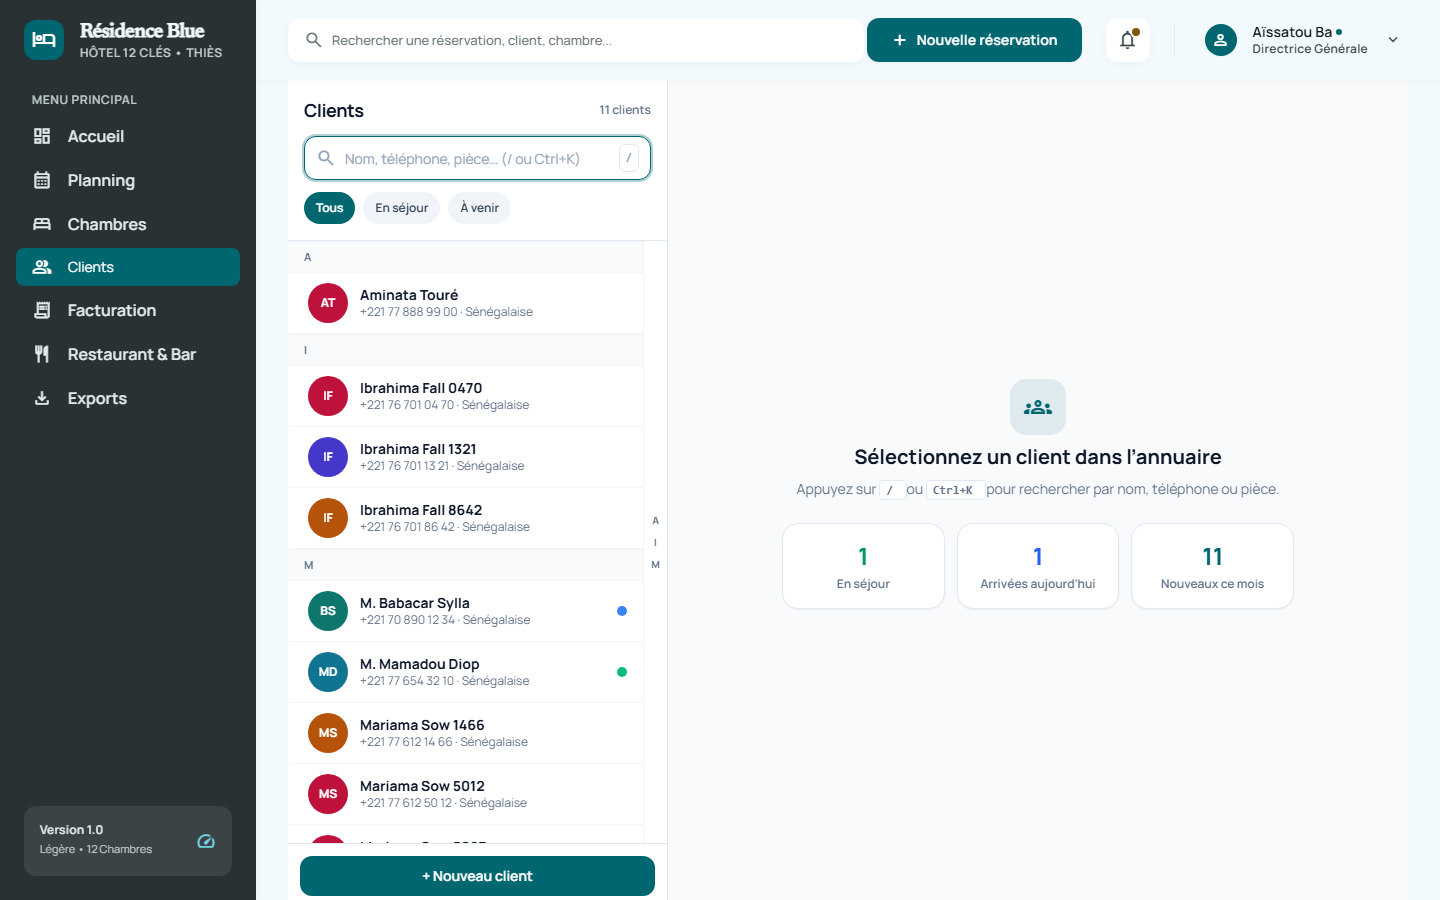 Résidence Blue
HÔTEL 12 CLÉS • THIÈS
MENU PRINCIPAL
Accueil
Planning
Chambres
Clients
Facturation
Restaurant & Bar
Exports
Version 1.0
Légère • 12 Chambres
Rechercher une réservation, client, chambre...
+ Nouvelle réservation
Aïssatou Ba
Directrice Générale
Clients
11 clients
Nom, téléphone, pièce... (/ ou Ctrl+K)
/
Tous
En séjour
À venir
A
AT
Aminata Touré
+221 77 888 99 00 · Sénégalaise
I
IF
Ibrahima Fall 0470
+221 76 701 04 70 · Sénégalaise
IF
Ibrahima Fall 1321
+221 76 701 13 21 · Sénégalaise
IF
Ibrahima Fall 8642
+221 76 701 86 42 · Sénégalaise
M
BS
M. Babacar Sylla
+221 70 890 12 34 · Sénégalaise
MD
M. Mamadou Diop
+221 77 654 32 10 · Sénégalaise
MS
Mariama Sow 1466
+221 77 612 14 66 · Sénégalaise
MS
Mariama Sow 5012
+221 77 612 50 12 · Sénégalaise
A
I
M
+ Nouveau client
Sélectionnez un client dans l'annuaire
Appuyez sur / ou Ctrl+K pour rechercher par nom, téléphone ou pièce.
1
En séjour
1
Arrivées aujourd'hui
11
Nouveaux ce mois